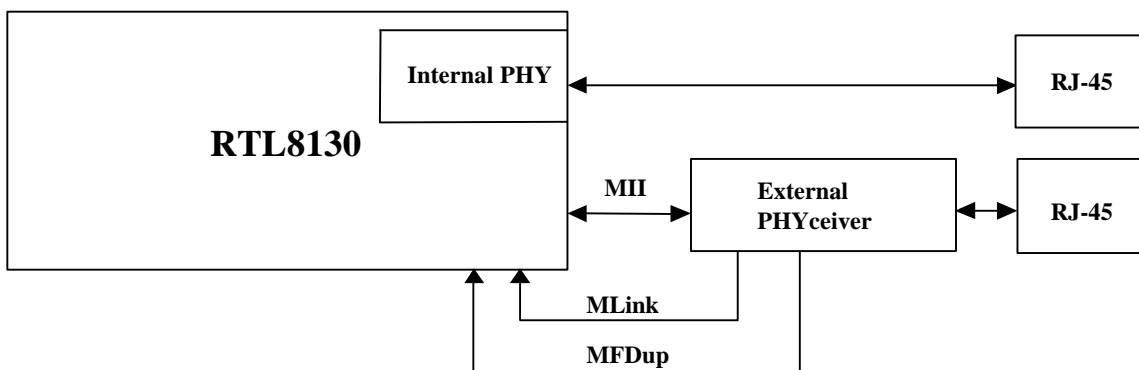 Internal PHY
RJ-45
RTL8130
MII
External
PHYceiver
RJ-45
MLink
MFDup